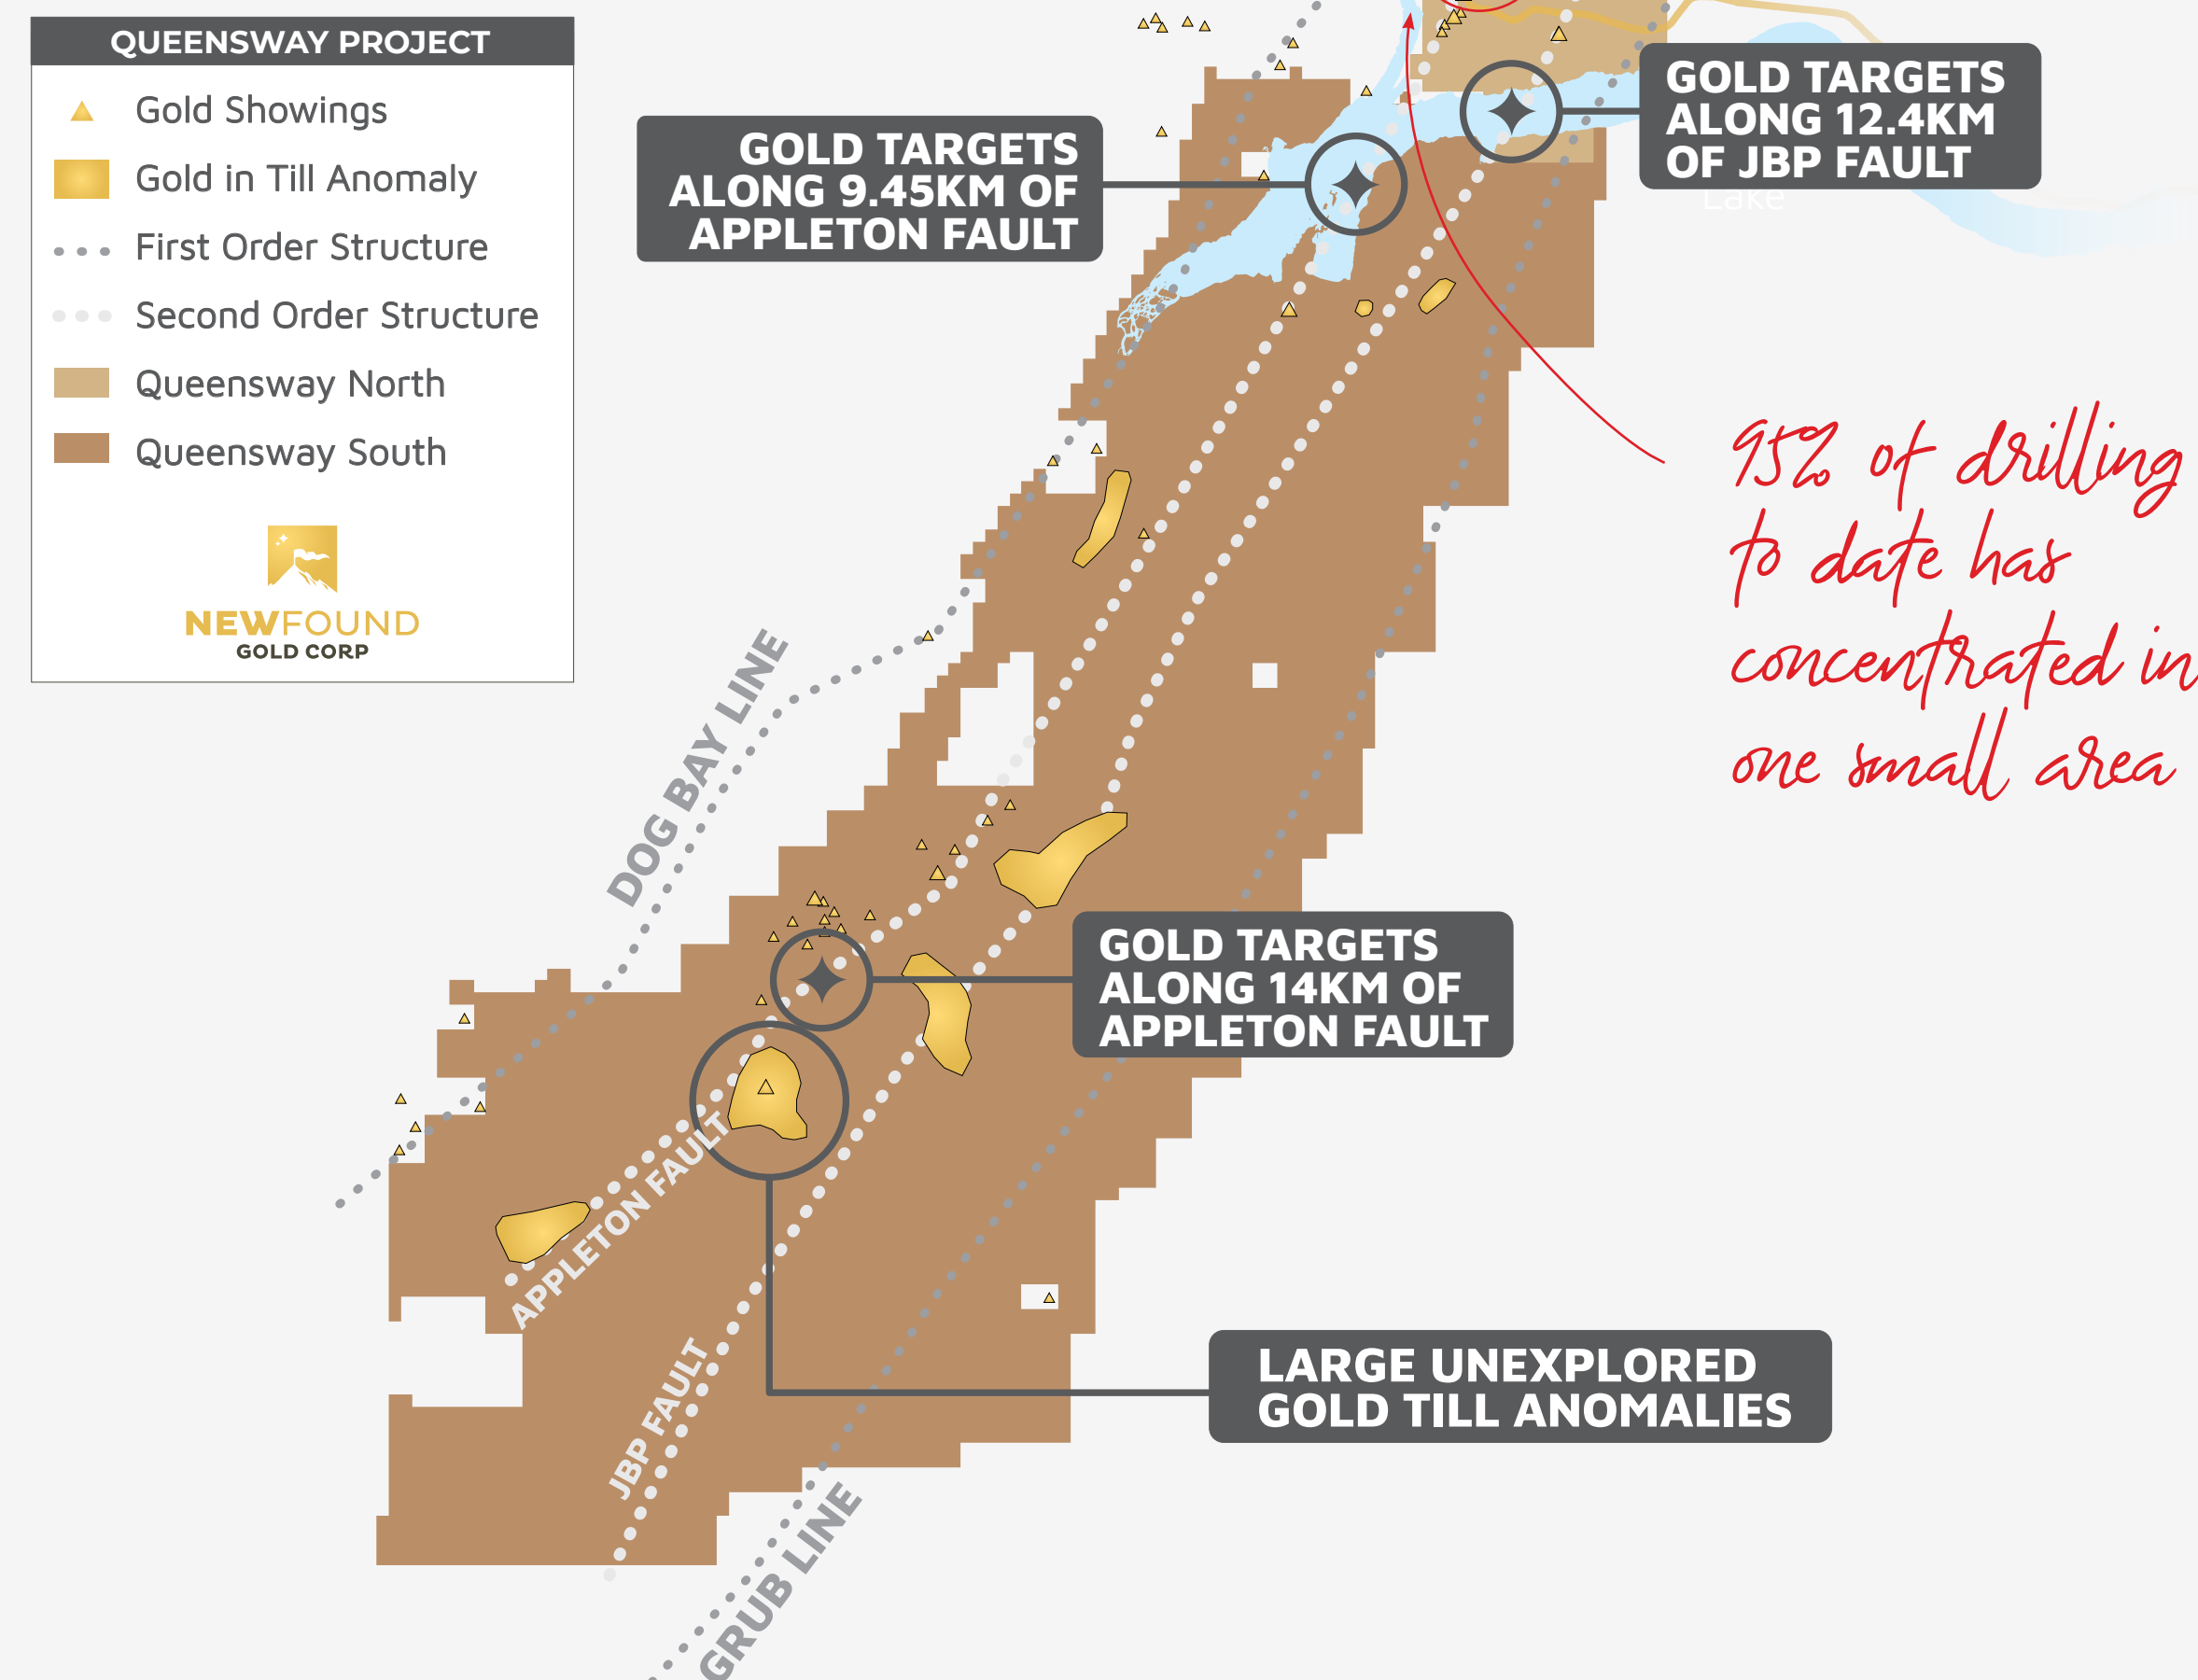 QUEENSWAY PROJECT
Gold Showings
Gold in Till Anomaly
First Order Structure
Second Order Structure
Queensway North
Queensway South
NEWFOUND
GOLD CORP
GOLD TARGETS
ALONG 9.45KM OF
APPLETON FAULT
GOLD TARGETS
ALONG 12.4KM
OF JBP FAULT
Lake
95% of drilling
to date has
concentrated in
one small area
DOG BAY LINE
GOLD TARGETS
ALONG 14KM OF
APPLETON FAULT
APPLETON FAULT
JBP FAULT
LARGE UNEXPLORED
GOLD TILL ANOMALIES
GRUB LINE